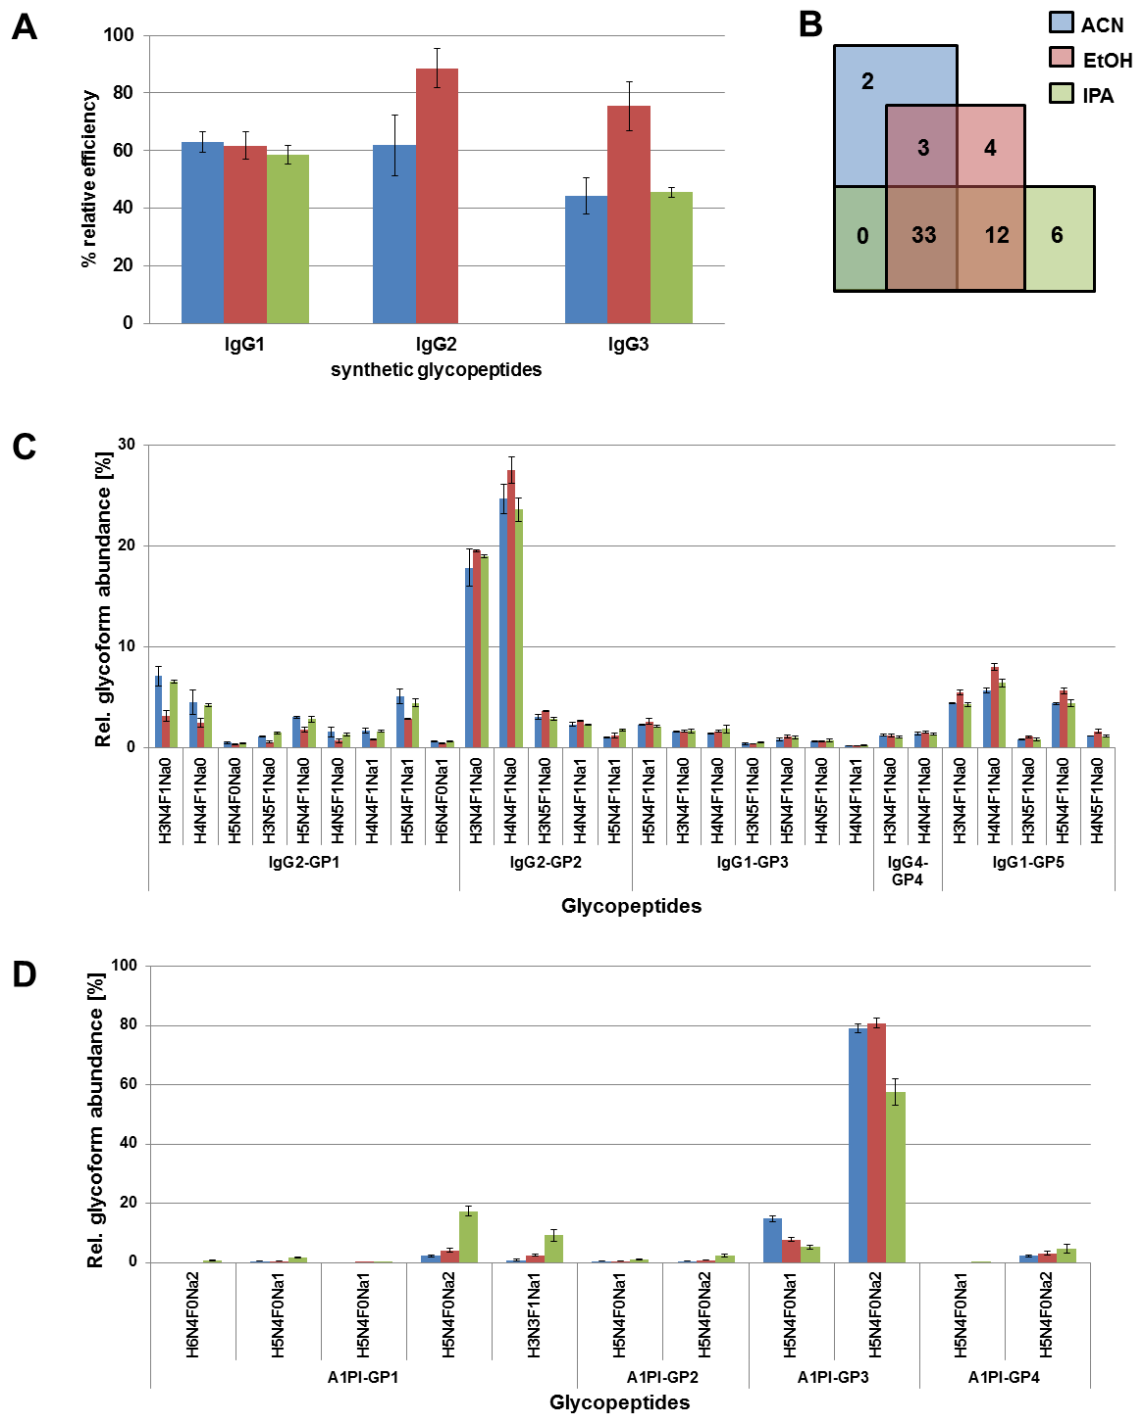 A
100
80
60
40
20
0
% relative efficiency
IgG1
IgG2
IgG3
synthetic glycopeptides
B
ACN
EtOH
IPA
2
3
4
0
33
12
6
C
Rel. glycoform abundance [%]
30
20
10
0
H3N4F1Na0
H4N4F1Na0
H5N4F0Na0
H3N5F1Na0
H5N4F1Na0
H4N5F1Na0
H4N4F1Na1
H5N4F1Na1
H6N4F0Na1
H3N4F1Na0
H4N4F1Na0
H3N5F1Na0
H4N4F1Na1
H5N4F1Na1
H5N4F1Na1
H3N4F1Na0
H4N4F1Na0
H3N5F1Na0
H5N4F1Na0
H4N5F1Na0
H4N4F1Na1
H3N4F1Na0
H4N4F1Na0
H3N4F1Na0
H4N4F1Na0
H3N5F1Na0
H5N4F1Na0
H4N5F1Na0
IgG2-GP1
IgG2-GP2
IgG1-GP3
IgG4-
GP4
IgG1-GP5
Glycopeptides
D
Rel. glycoform abundance [%]
100
80
60
40
20
0
H6N4F0Na2
H5N4F0Na1
H5N4F0Na1
H5N4F0Na2
H3N3F1Na1
H5N4F0Na1
H5N4F0Na2
H5N4F0Na1
H5N4F0Na2
H5N4F0Na1
H5N4F0Na2
A1PI-GP1
A1PI-GP2
A1PI-GP3
A1PI-GP4
Glycopeptides